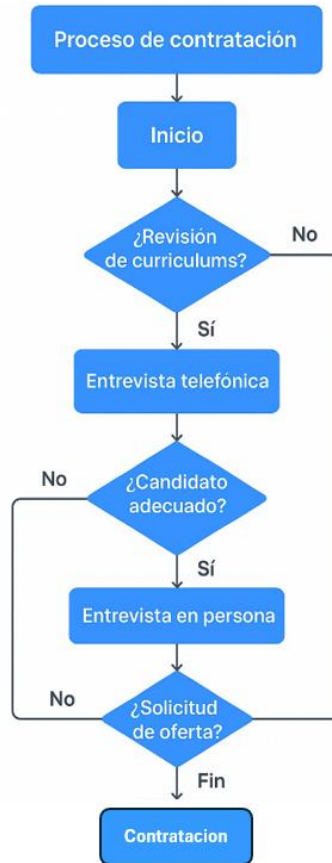 Proceso de contratación
Inicio
¿Revisión
de curriculums?
No
Sí
Entrevista telefónica
No
¿Candidato
adecuado?
Sí
Entrevista en persona
No
¿Solicitud
de oferta?
Fin
Contratacion